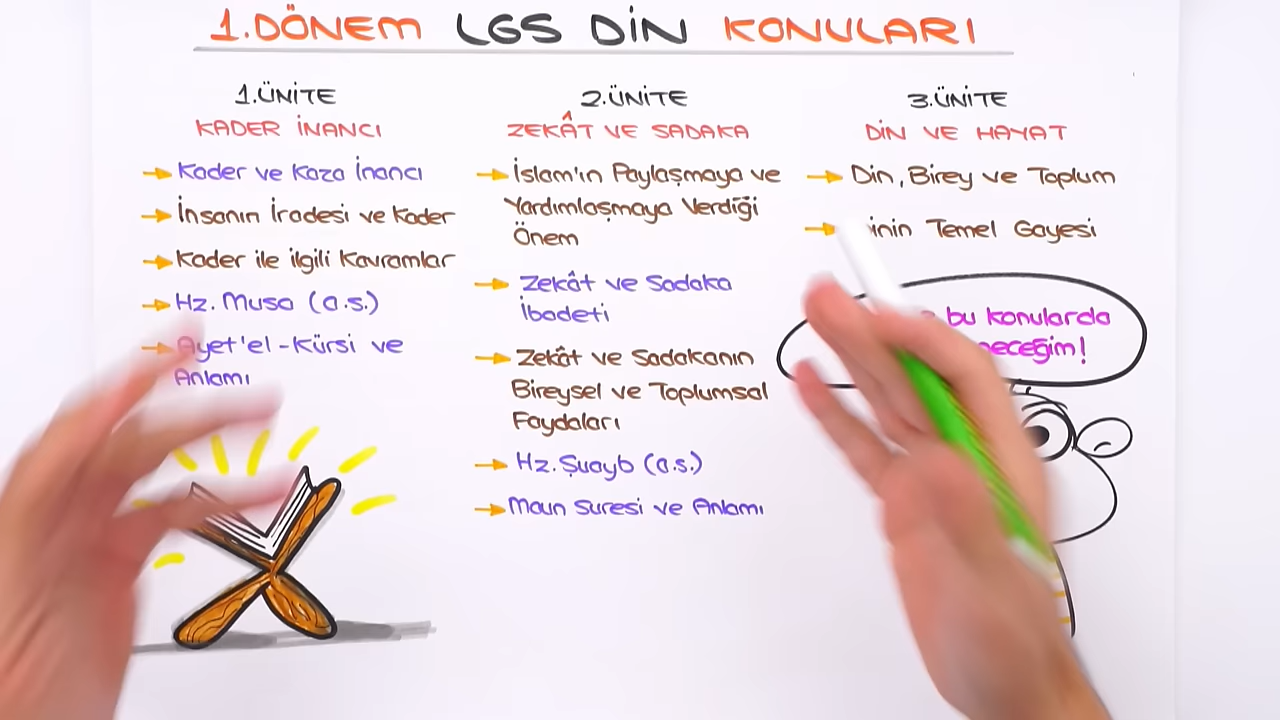 1.DÖNEM LGS DİN KONULARI
1.ÜNİTE
KADER İNANCI
Kader ve Kaza İnancı
İnsanın İradesi ve Kader
Kader ile ilgili Kavramlar
Hz. Musa (a.s.)
Ayet'el-Kürsi ve
Anlamı
2.ÜNİTE
ZEKÂT VE SADAKA
İslam'ın Paylaşmaya ve
Yardımlaşmaya Verdiği
Önem
Zekât ve Sadaka
İbadeti
Zekât ve Sadakanın
Bireysel ve Toplumsal
Faydaları
Hz. Şuayb (a.s.)
Maun Suresi ve Anlamı
3.ÜNİTE
DİN VE HAYAT
Din, Birey ve Toplum
Temel Gayesi
bu konularda